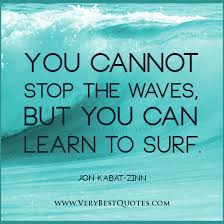 YOU CANNOT
STOP THE WAVES,
BUT YOU CAN
LEARN TO SURF.
JON KABAT-ZINN
WWW.VERYBESTQUOTES.COM